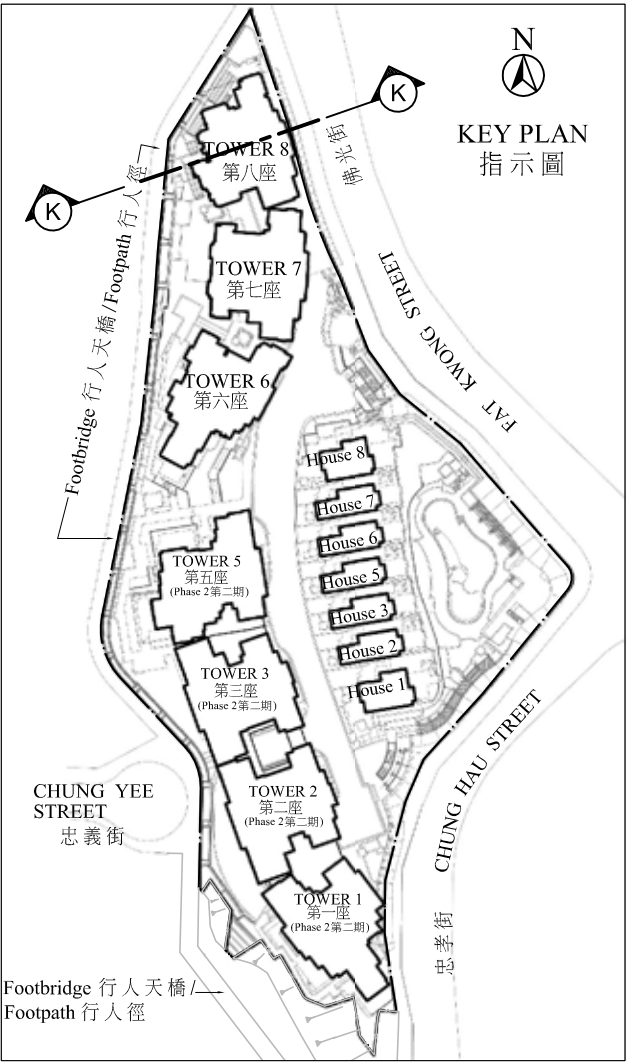 N
KEY PLAN
指示圖
K
K
TOWER 8
第八座
佛光街
FAT KWONG STREET
Footbridge 行人天橋/Footpath 行人徑
TOWER 7
第七座
TOWER 6
第六座
House 8
House 7
House 6
House 5
House 3
House 2
House 1
TOWER 5
第五座
(Phase 2第二期)
TOWER 3
第三座
(Phase 2第二期)
TOWER 2
第二座
(Phase 2第二期)
TOWER 1
第一座
(Phase 2第二期)
CHUNG YEE
STREET
忠義街
CHUNG HAU STREET
忠孝街
Footbridge 行人天橋/
Footpath 行人徑